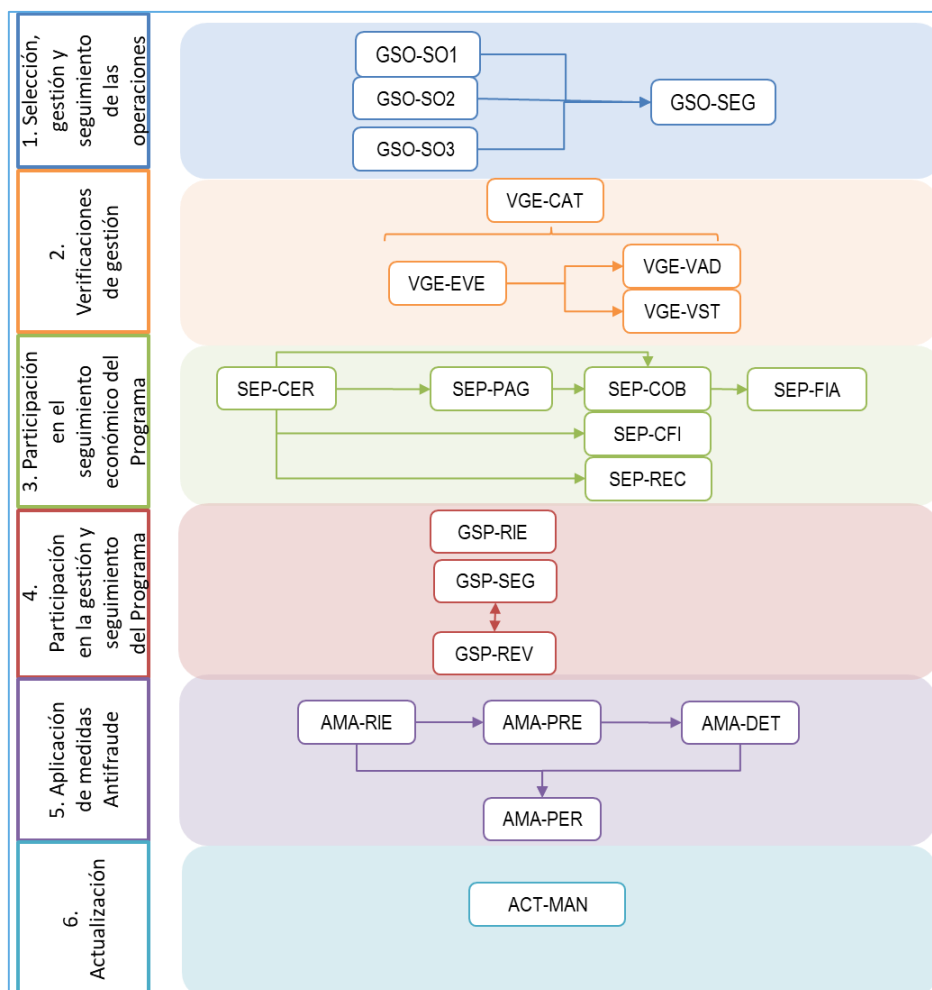 1. Selección,
gestión y
seguimiento
de las
operaciones
GSO-SO1
GSO-SO2
GSO-SO3
GSO-SEG
2.
Verificaciones
de gestión
VGE-CAT
VGE-EVE
VGE-VAD
VGE-VST
3. Participación
en el
seguimiento
económico del
Programa
SEP-CER
SEP-PAG
SEP-COB
SEP-FIA
SEP-CFI
SEP-REC
4.
Participación
en la gestión y
seguimiento
del Programa
GSP-RIE
GSP-SEG
GSP-REV
5. Aplicación
de medidas
Antifraude
AMA-RIE
AMA-PRE
AMA-DET
AMA-PER
6.
Actualización
ACT-MAN